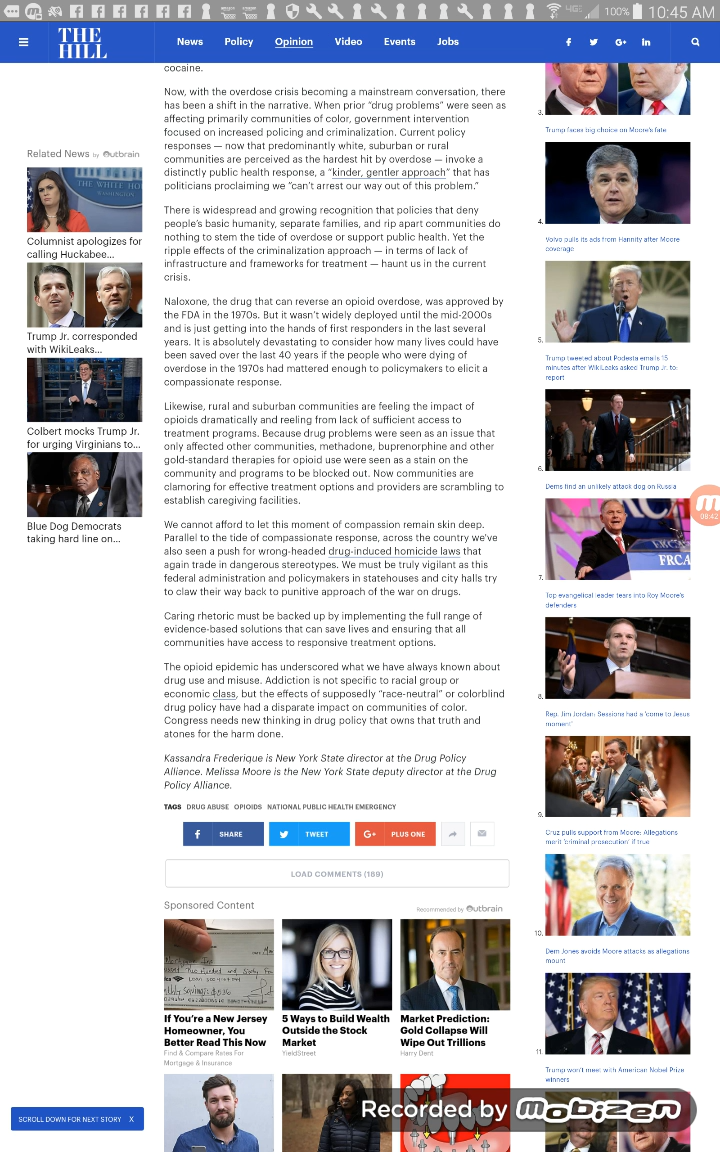 100% 10:45 AM
THE
HILL
News Policy Opinion Video Events Jobs
cocaine.
Now, with the overdose crisis becoming a mainstream conversation, there
has been a shift in the narrative. When prior “drug problems” were seen as
affecting primarily communities of color, government intervention
focused on increased policing and criminalization. Current policy
responses — now that predominantly white, suburban or rural
communities are perceived as the hardest hit by overdose — invoke a
distinctly public health response, a “kinder, gentler approach” that has
politicians proclaiming we “can’t arrest our way out of this problem.”
There is widespread and growing recognition that policies that deny
people’s basic humanity, separate families, and rip apart communities do
nothing to stem the tide of overdose or support public health. Yet the
ripple effects of the criminalization approach — in terms of lack of
infrastructure and frameworks for treatment — haunt us in the current
crisis.
Naloxone, the drug that can reverse an opioid overdose, was approved by
the FDA in the 1970s. But it wasn’t widely deployed until the mid-2000s
and is just getting into the hands of first responders in the last several
years. It is absolutely devastating to consider how many lives could have
been saved over the last 40 years if the people who were dying of
overdose in the 1970s had mattered enough to policymakers to elicit a
compassionate response.
Likewise, rural and suburban communities are feeling the impact of
opioids dramatically and reeling from lack of sufficient access to
treatment programs. Because drug problems were seen as an issue that
only affected other communities, methadone, buprenorphine and other
gold-standard therapies for opioid use were seen as a stain on the
community and programs to be blocked out. Now communities are
clamoring for effective treatment options and providers are scrambling to
establish caregiving facilities.
We cannot afford to let this moment of compassion remain skin deep.
Parallel to the tide of compassionate response, across the country we've
also seen a push for wrong-headed drug-induced homicide laws that
again trade in dangerous stereotypes. We must be truly vigilant as this
federal administration and policymakers in statehouses and city halls try
to claw their way back to punitive approach of the war on drugs.
Caring rhetoric must be backed up by implementing the full range of
evidence-based solutions that can save lives and ensuring that all
communities have access to responsive treatment options.
The opioid epidemic has underscored what we have always known about
drug use and misuse. Addiction is not specific to racial group or
economic class, but the effects of supposedly “race-neutral” or colorblind
drug policy have had a disparate impact on communities of color.
Congress needs new thinking in drug policy that owns that truth and
atones for the harm done.
Kassandra Frederique is New York State director at the Drug Policy
Alliance. Melissa Moore is the New York State deputy director at the Drug
Policy Alliance.
TAGS DRUG ABUSE OPIOIDS NATIONAL PUBLIC HEALTH EMERGENCY
SHARE TWEET G+ PLUS ONE
LOAD COMMENTS (169)
Sponsored Content
Recommended by Outbrain
If You’re a New Jersey
Homeowner, You
Better Read This Now
Find & Compare Rates For
Mortgage & Insurance
5 Ways to Build Wealth
Outside the Stock
Market
YieldStreet
Market Prediction:
Gold Collapse Will
Wipe Out Trillions
Harry Dent
Related News by Outbrain
Columnist apologizes for
calling Huckabee...
Trump Jr. corresponded
with WikiLeaks...
Colbert mocks Trump Jr.
for urging Virginians to...
Blue Dog Democrats
taking hard line on...
3.
Trump faces big choice on Moore's fate
4.
Volvo pulls its ads from Hannity after Moore
coverage
5.
Trump tweeted about Podesta emails 15
minutes after WikiLeaks asked Trump Jr. to:
report
6.
Dems find an unlikely attack dog on Russia
FRCA
7.
Top evangelical leader tears into Roy Moore's
defenders
8.
Rep. Jim Jordan: Sessions had a 'come to Jesus
moment'
9.
Cruz pulls support from Moore: Allegations
merit 'criminal prosecution' if true
10.
Dem Jones avoids Moore attacks as allegations
mount
11.
Trump won't meet with American Nobel Prize
winners
SCROLL DOWN FOR NEXT STORY X
Recorded by mobizen